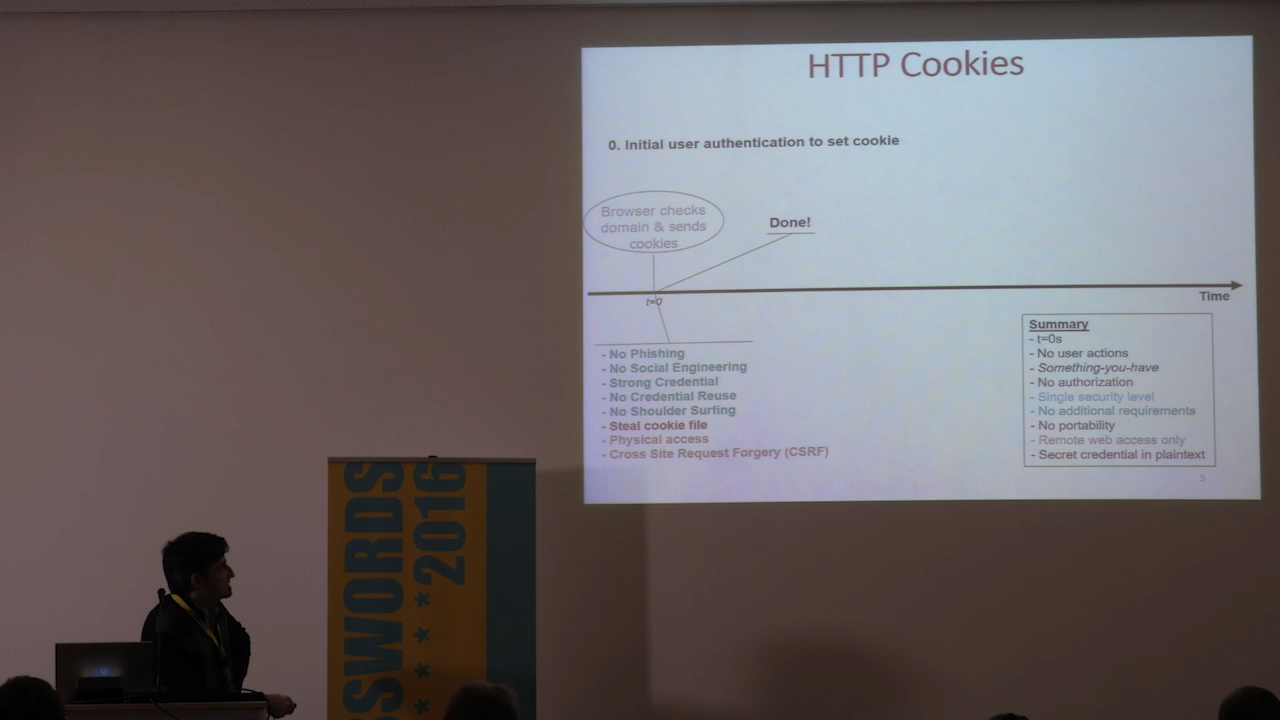 HTTP Cookies
0. Initial user authentication to set cookie
Browser checks
domain & sends
cookies
Done!
t=0
Time
- No Phishing
- No Social Engineering
- Strong Credential
- No Credential Reuse
- No Shoulder Surfing
- Steal cookie file
- Physical access
- Cross Site Request Forgery (CSRF)
Summary
- t=0s
- No user actions
- Something-you-have
- No authorization
- Single security level
- No additional requirements
- No portability
- Remote web access only
- Secret credential in plaintext
5
SSWORDS
* * * * 2016